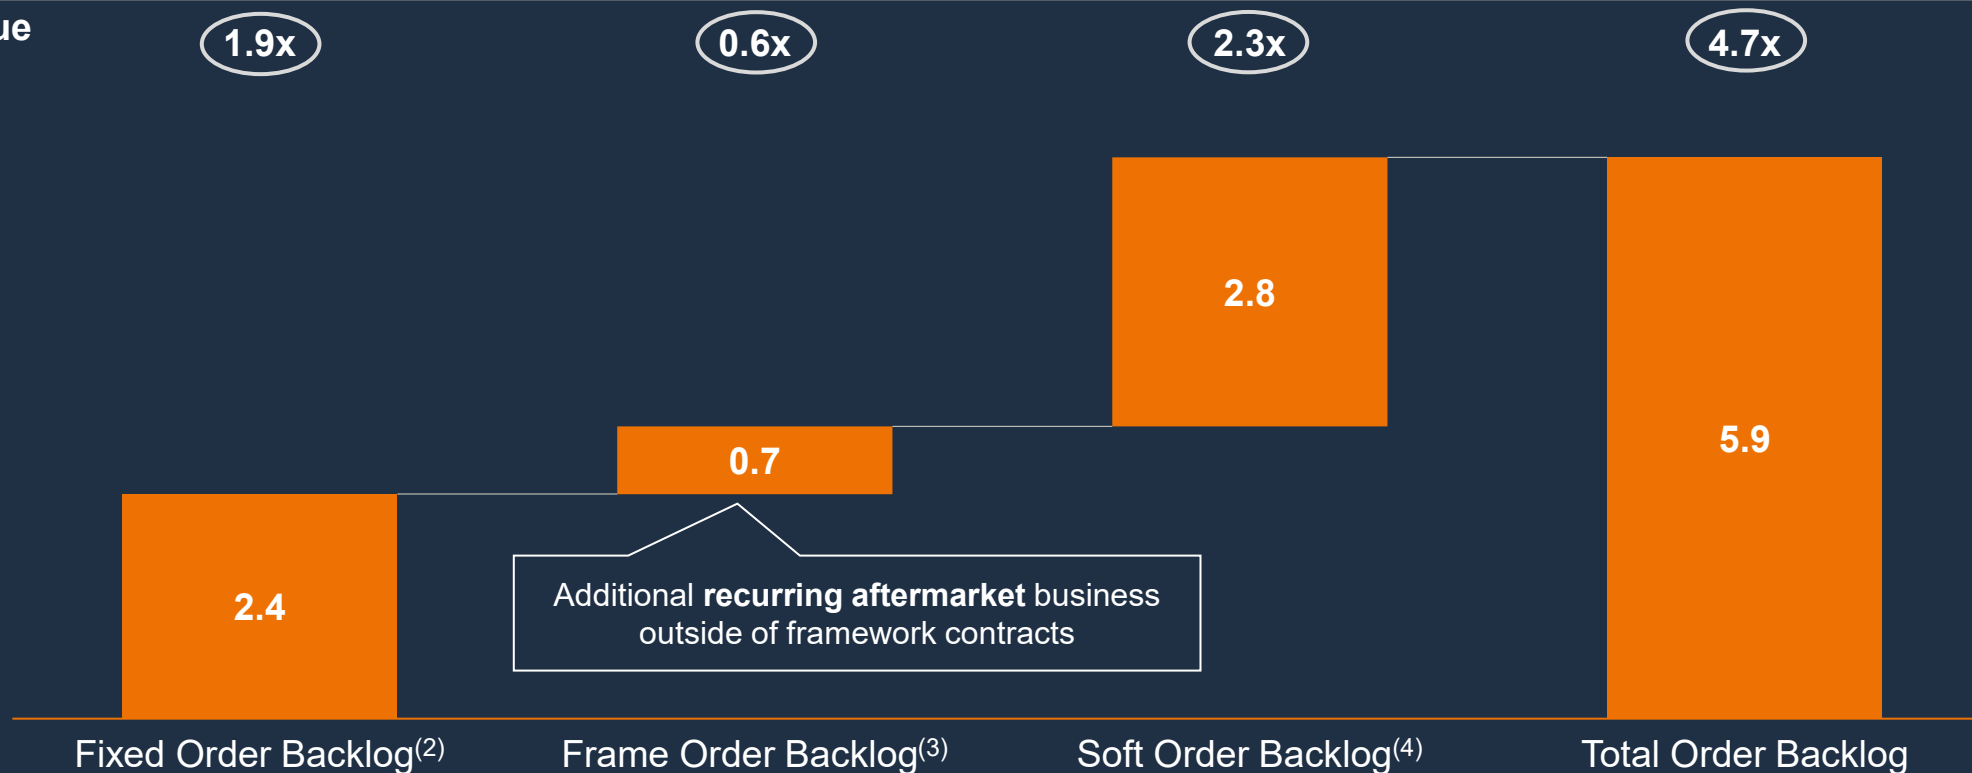 ue
1.9x
0.6x
2.3x
4.7x
2.8
0.7
5.9
2.4
Additional recurring aftermarket business
outside of framework contracts
Fixed Order Backlog(2)
Frame Order Backlog(3)
Soft Order Backlog(4)
Total Order Backlog